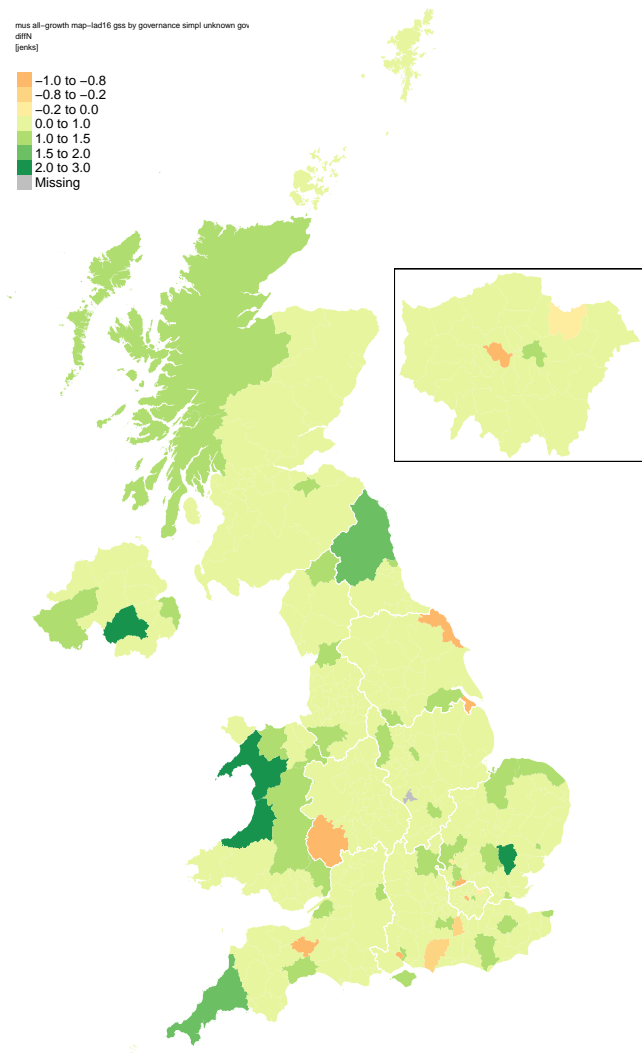 mus all−growth map−lad16 gss by governance simpl unknown gov
diffN
[jenks]
−1.0 to −0.8
−0.8 to −0.2
−0.2 to 0.0
0.0 to 1.0
1.0 to 1.5
1.5 to 2.0
2.0 to 3.0
Missing